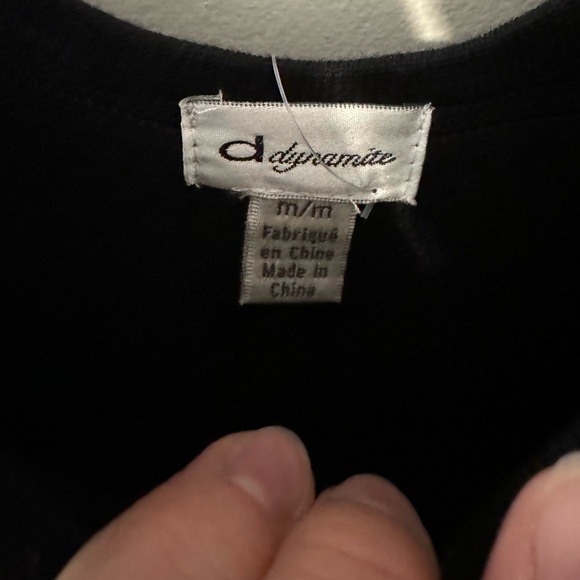 d dynamite
m/m
Fabriqué
en Chine
Made in
China